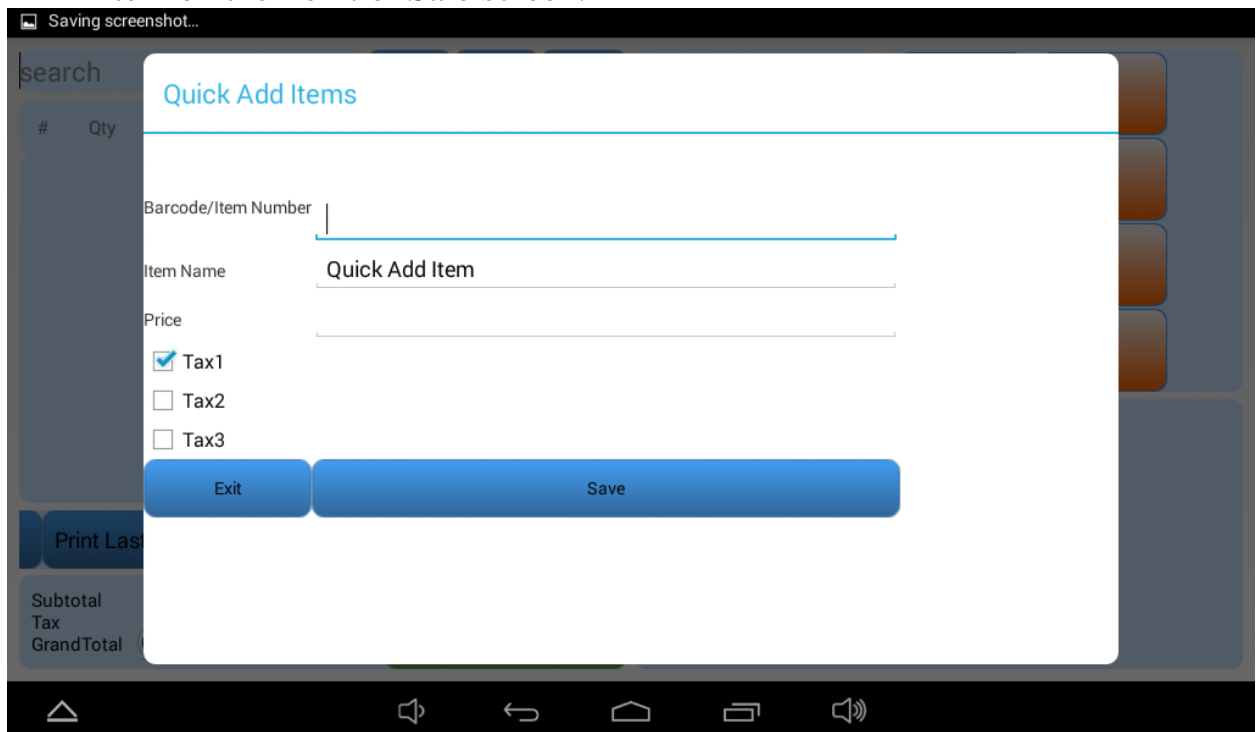 Saving screenshot…
search
Quick Add Items
# Qty
Barcode/Item Number
Item Name Quick Add Item
Price
Tax1
Tax2
Tax3
Exit Save
Print Last
Subtotal
Tax
GrandTotal